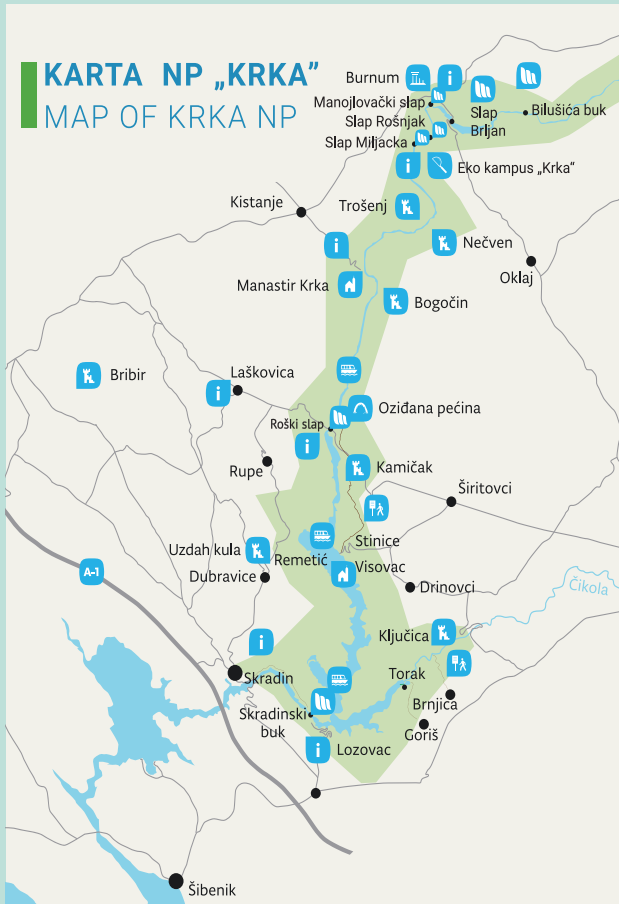 KARTA NP „KRKA”
MAP OF KRKA NP
Burnum
i
Manojlovački slap
Slap Rošnjak
Slap Miljacka
Slap
Brljan
Bilušića buk
i
Eko kampus „Krka“
Kistanje
Trošenj
i
Nečven
Oklaj
Manastir Krka
Bogočin
Bribir
Laškovica
i
Oziđana pećina
Roški slap
i
Rupe
Kamičak
Širitovci
Stinice
Uzdah kula
Remetić
Visovac
A-1
Dubravice
Drinovci
Čikola
Ključica
i
Skradin
Torak
Brnjica
Skradinski
buk
Goriš
i
Lozovac
Šibenik